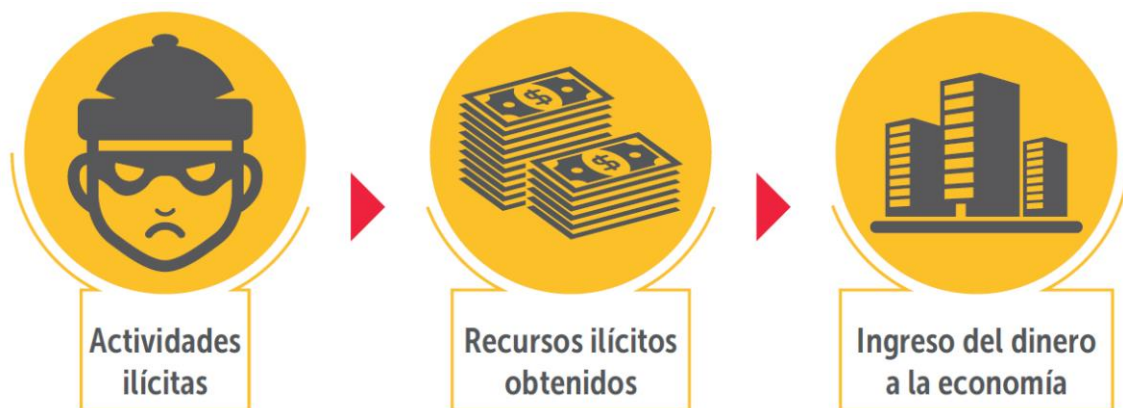 Actividades
ilícitas
Recursos ilícitos
obtenidos
Ingreso del dinero
a la economía